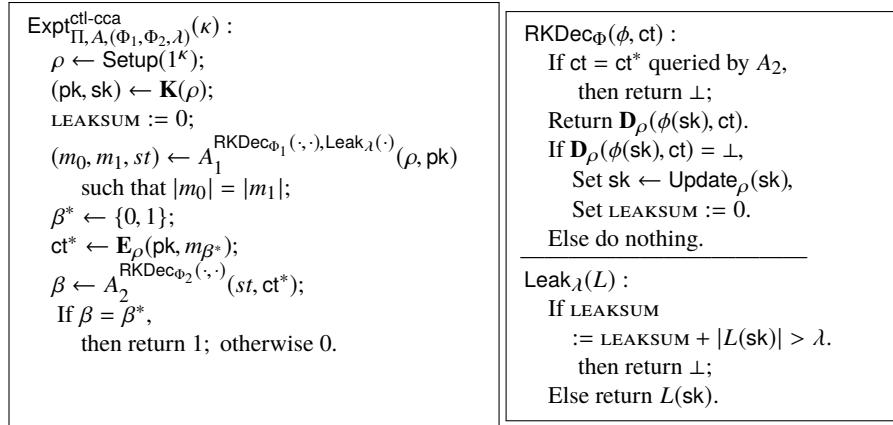 Expt^{ctl-cca}_{Π,A,(Φ₁,Φ₂,λ)}(κ) :
ρ ← Setup(1^κ);
(pk, sk) ← K(ρ);
LEAKSUM := 0;
(m₀, m₁, st) ← A₁^{RKDec_{Φ₁}(·,·),Leak_λ(·)}(ρ, pk)
such that |m₀| = |m₁|;
β* ← {0, 1};
ct* ← E_ρ(pk, m_{β*});
β ← A₂^{RKDec_{Φ₂}(·,·)}(st, ct*);
If β = β*,
then return 1; otherwise 0.
RKDec_Φ(ϕ, ct) :
If ct = ct* queried by A₂,
then return ⊥;
Return D_ρ(ϕ(sk), ct).
If D_ρ(ϕ(sk), ct) = ⊥,
Set sk ← Update_ρ(sk),
Set LEAKSUM := 0.
Else do nothing.
Leak_λ(L) :
If LEAKSUM
:= LEAKSUM + |L(sk)| > λ.
then return ⊥;
Else return L(sk).